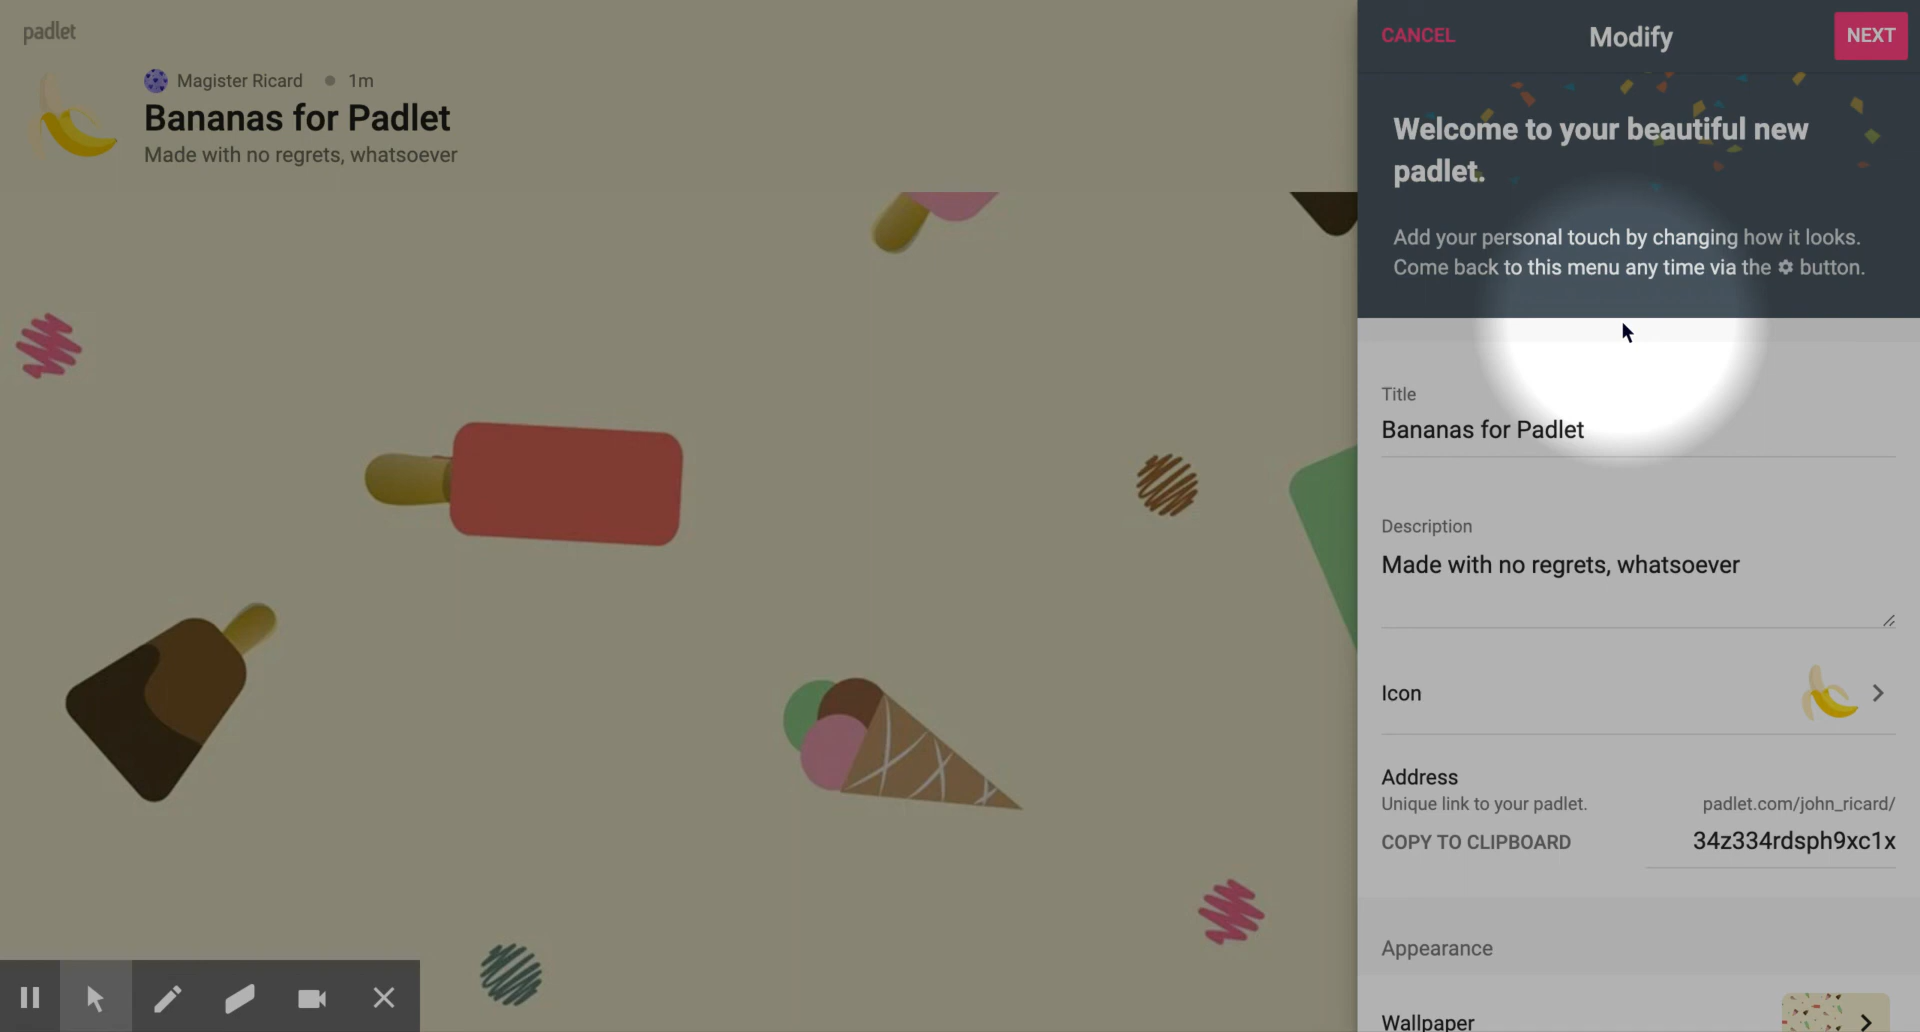 padlet
Magister Ricard • 1m
Bananas for Padlet
Made with no regrets, whatsoever
CANCEL
Modify
NEXT
Welcome to your beautiful new
padlet.
Add your personal touch by changing how it looks.
Come back to this menu any time via the button.
Title
Bananas for Padlet
Description
Made with no regrets, whatsoever
Icon
Address
Unique link to your padlet.
padlet.com/john_ricard/
COPY TO CLIPBOARD
34z334rdsph9xc1x
Appearance
Wallpaper